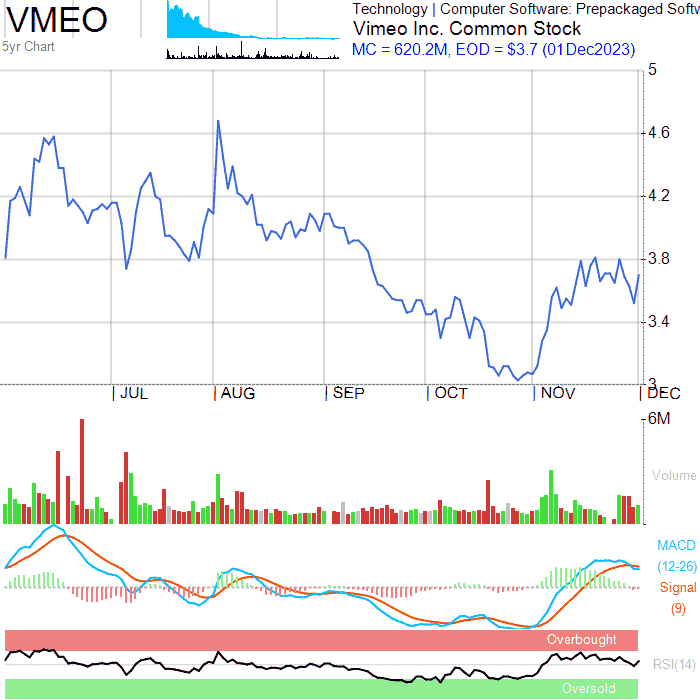 VMEO
5yr Chart
Technology | Computer Software: Prepackaged Softw
Vimeo Inc. Common Stock
MC = 620.2M, EOD = $3.7 (01Dec2023)
5
4.6
4.2
3.8
3.4
3
| JUL | AUG | SEP | OCT | NOV | DEC
6M
Volume
MACD
(12-26)
Signal
(9)
Overbought
RSI(14)
Oversold